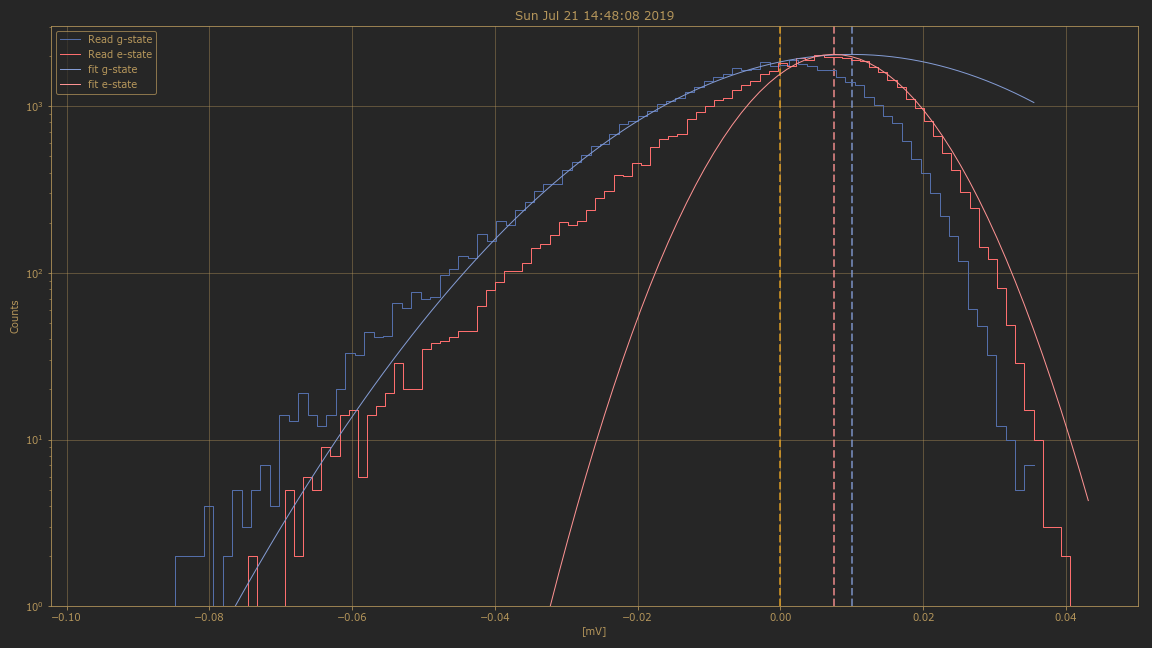 Sun Jul 21 14:48:08 2019
Read g-state
Read e-state
fit g-state
fit e-state
10³
10²
10¹
10⁰
Counts
−0.10
−0.08
−0.06
−0.04
−0.02
0.00
0.02
0.04
[mV]